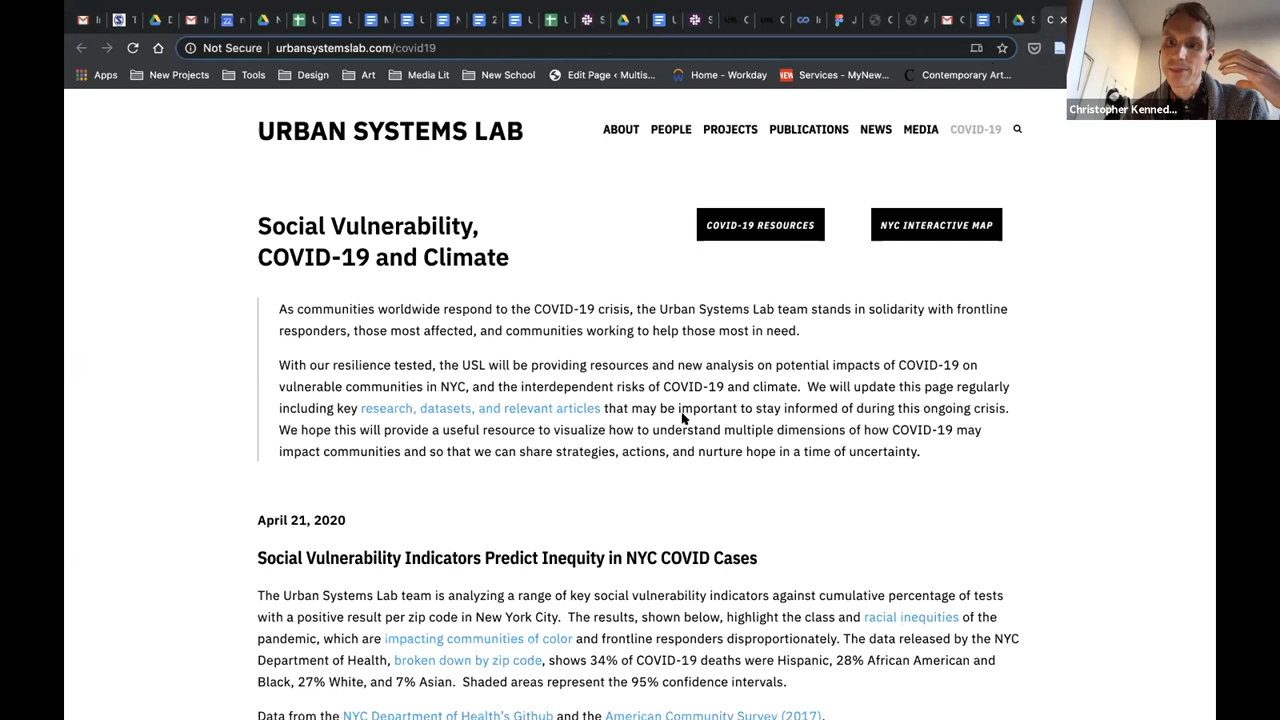 Not Secure | urbansystemslab.com/covid19
Apps New Projects Tools Design Art Media Lit New School Edit Page ‹ Multis... Home - Workday Services - MyNew... Contemporary Art...
Christopher Kenned...
URBAN SYSTEMS LAB
ABOUT PEOPLE PROJECTS PUBLICATIONS NEWS MEDIA COVID-19
Social Vulnerability,
COVID-19 and Climate
COVID-19 RESOURCES
NYC INTERACTIVE MAP
As communities worldwide respond to the COVID-19 crisis, the Urban Systems Lab team stands in solidarity with frontline
responders, those most affected, and communities working to help those most in need.
With our resilience tested, the USL will be providing resources and new analysis on potential impacts of COVID-19 on
vulnerable communities in NYC, and the interdependent risks of COVID-19 and climate. We will update this page regularly
including key research, datasets, and relevant articles that may be important to stay informed of during this ongoing crisis.
We hope this will provide a useful resource to visualize how to understand multiple dimensions of how COVID-19 may
impact communities and so that we can share strategies, actions, and nurture hope in a time of uncertainty.
April 21, 2020
Social Vulnerability Indicators Predict Inequity in NYC COVID Cases
The Urban Systems Lab team is analyzing a range of key social vulnerability indicators against cumulative percentage of tests
with a positive result per zip code in New York City. The results, shown below, highlight the class and racial inequities of the
pandemic, which are impacting communities of color and frontline responders disproportionately. The data released by the NYC
Department of Health, broken down by zip code, shows 34% of COVID-19 deaths were Hispanic, 28% African American and
Black, 27% White, and 7% Asian. Shaded areas represent the 95% confidence intervals.
Data from the NYC Department of Health's Github and the American Community Survey (2017).